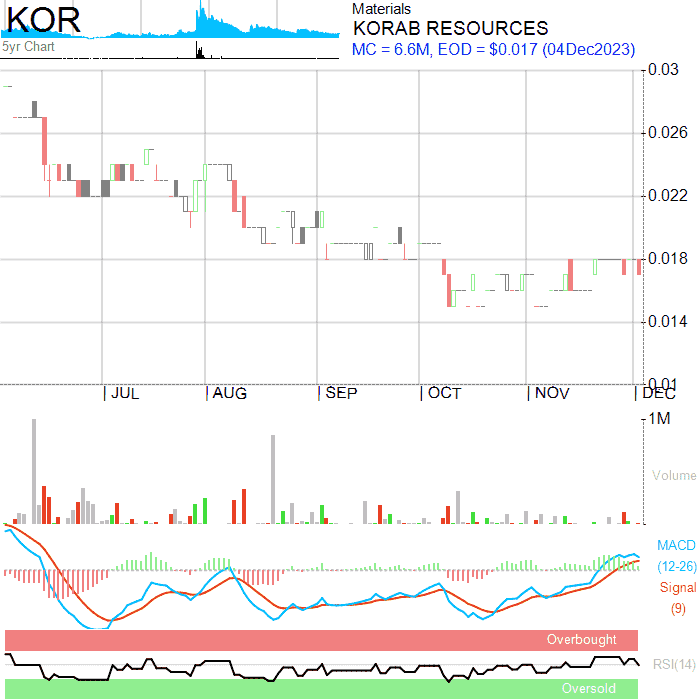 KOR
5yr Chart
Materials
KORAB RESOURCES
MC = 6.6M, EOD = $0.017 (04Dec2023)
0.03
0.026
0.022
0.018
0.014
0.01
JUL
AUG
SEP
OCT
NOV
DEC
1M
Volume
MACD
(12-26)
Signal
(9)
Overbought
RSI(14)
Oversold